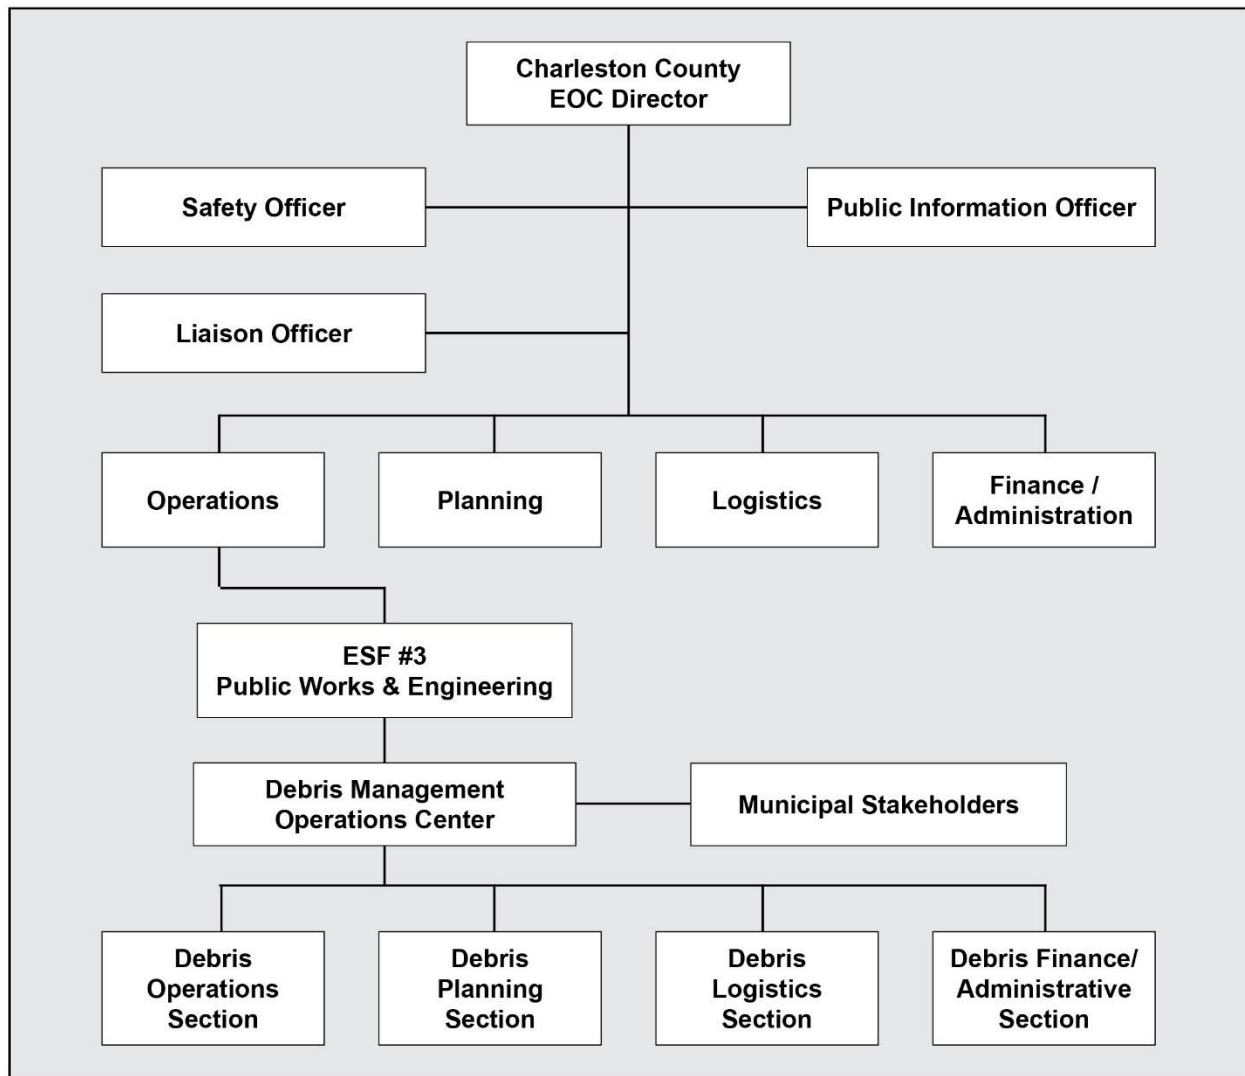 Charleston County
EOC Director
Safety Officer
Public Information Officer
Liaison Officer
Operations
Planning
Logistics
Finance /
Administration
ESF #3
Public Works & Engineering
Debris Management
Operations Center
Municipal Stakeholders
Debris
Operations
Section
Debris
Planning
Section
Debris
Logistics
Section
Debris Finance/
Administrative
Section